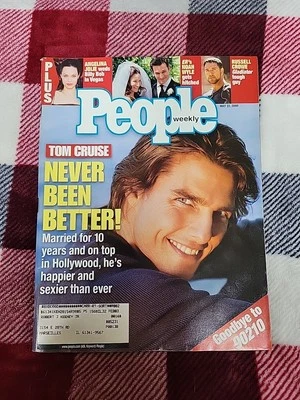 PLUS
ANGELINA
JOLIE weds
Billy Bob
in Vegas
ER's
NOAH
WYLE
gets
hitched
RUSSELL
CROWE
Gladiator
tough
guy
People
weekly
TOM CRUISE
NEVER
BEEN
BETTER!
Married for 10
years and on top
in Hollywood, he's
happier and
sexier than ever
Goodbye to
90210